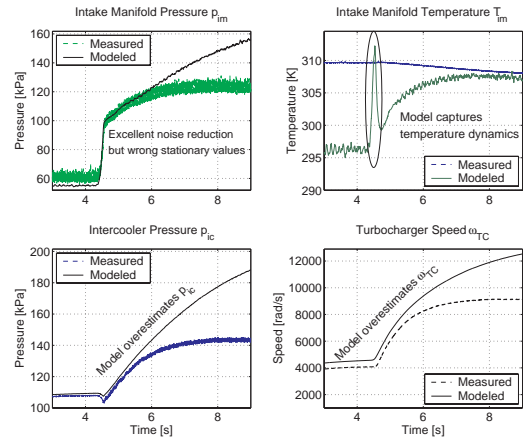 Intake Manifold Pressure p_im
Pressure [kPa]
160
140
120
100
80
60
Measured
Modeled
Excellent noise reduction
but wrong stationary values
4
6
8
Intake Manifold Temperature T_im
Temperature [K]
315
310
305
300
295
290
Model captures
temperature dynamics
Measured
Modeled
4
6
8
Intercooler Pressure p_ic
Pressure [kPa]
200
180
160
140
120
100
Measured
Modeled
Model overestimates p_ic
4
6
8
Time [s]
Turbocharger Speed ω_TC
Speed [rad/s]
12000
10000
8000
6000
4000
2000
Model overestimates ω_TC
Measured
Modeled
4
6
8
Time [s]